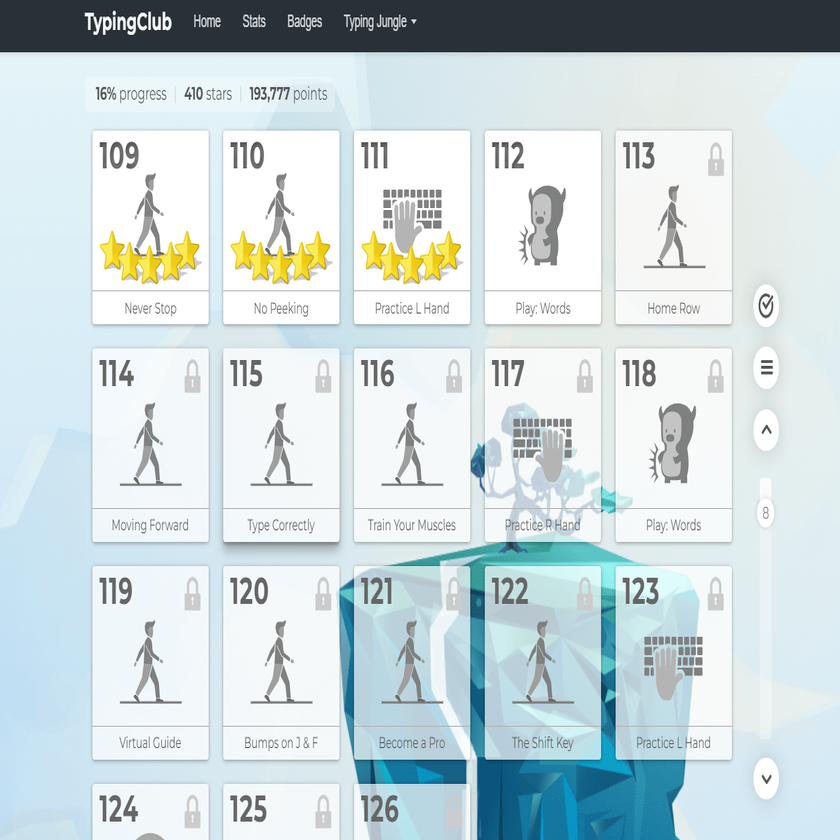 TypingClub Home Stats Badges Typing Jungle
16% progress 410 stars 193,777 points
109 110 111 112 113
Never Stop No Peeking Practice L Hand Play: Words Home Row
114 115 116 117 118
Moving Forward Type Correctly Train Your Muscles Practice R Hand Play: Words
8
119 120 121 122 123
Virtual Guide Bumps on J & F Become a Pro The Shift Key Practice L Hand
124 125 126